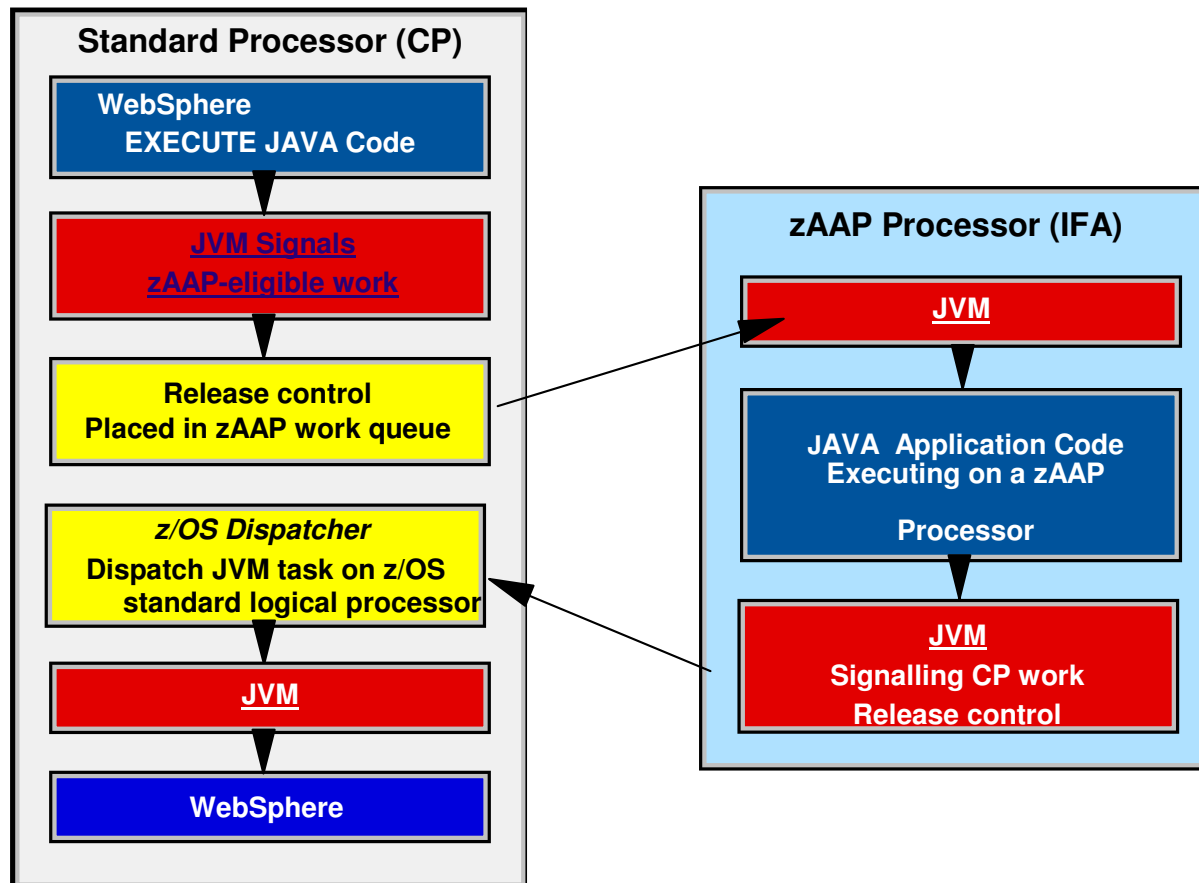 Standard Processor (CP)
WebSphere
EXECUTE JAVA Code
JVM Signals
zAAP-eligible work
Release control
Placed in zAAP work queue
z/OS Dispatcher
Dispatch JVM task on z/OS
standard logical processor
JVM
WebSphere
zAAP Processor (IFA)
JVM
JAVA Application Code
Executing on a zAAP
Processor
JVM
Signalling CP work
Release control